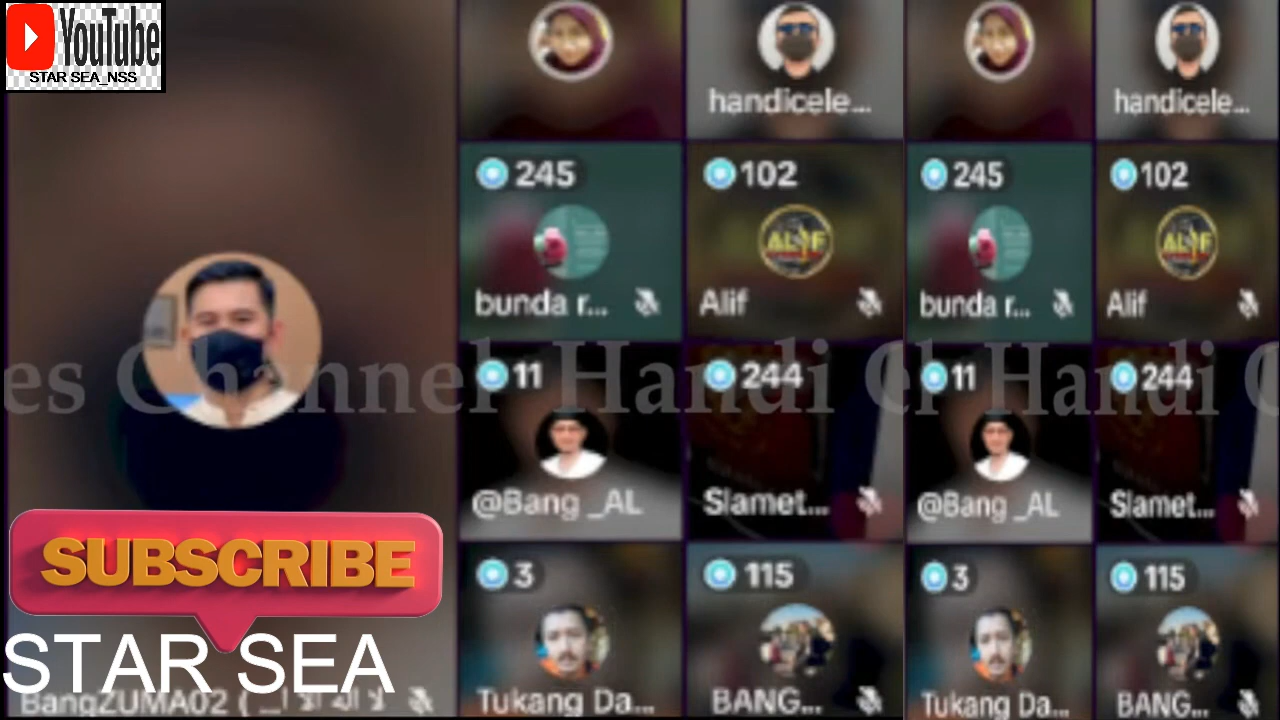 YouTube
STAR SEA_NSS
handicele...
handicele...
245
102
245
102
ALIF
ALIF
bunda r...
Alif
bunda r...
Alif
es Channel Handi Cl Handi C
11
244
11
244
@Bang _AL
Slamet...
@Bang _AL
Slamet...
SUBSCRIBE
3
115
3
115
STAR SEA
BangZUMA02
Tukang Da...
BANG...
Tukang Da...
BANG...